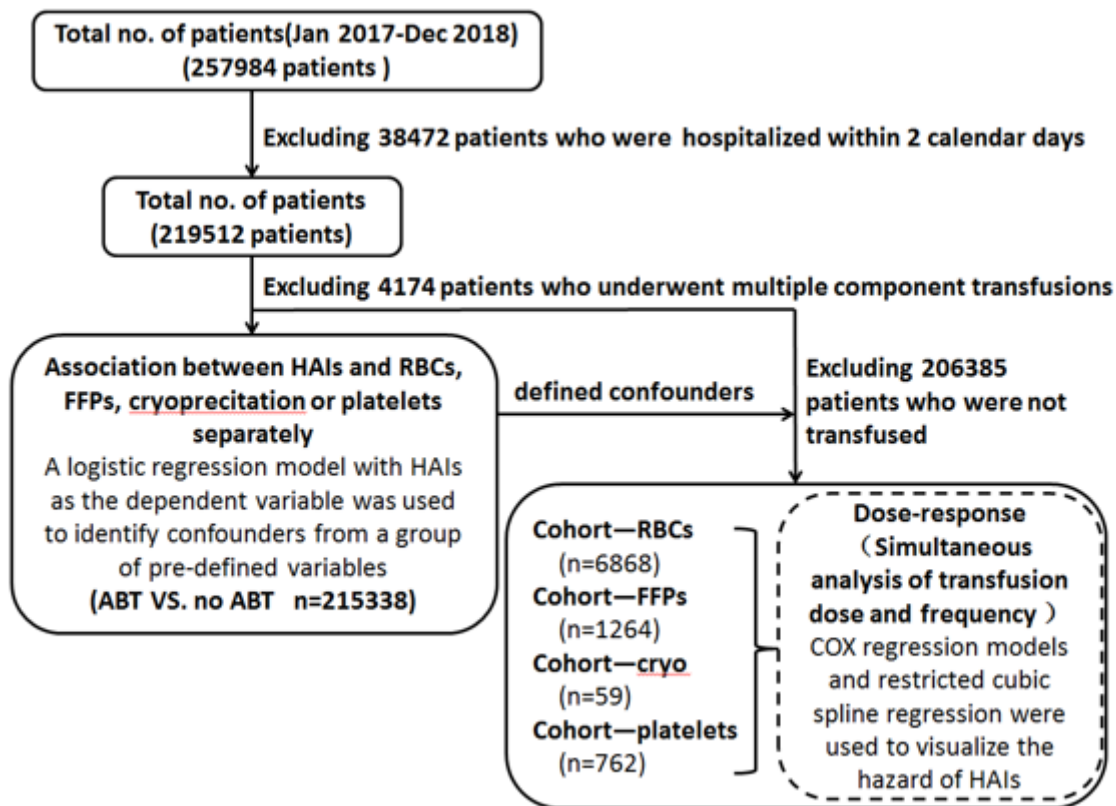 Total no. of patients(Jan 2017-Dec 2018)
(257984 patients )
Excluding 38472 patients who were hospitalized within 2 calendar days
Total no. of patients
(219512 patients)
Excluding 4174 patients who underwent multiple component transfusions
Association between HAIs and RBCs,
FFPs, cryoprecitation or platelets
separately
A logistic regression model with HAIs
as the dependent variable was used
to identify confounders from a group
of pre-defined variables
(ABT VS. no ABT n=215338)
defined confounders
Excluding 206385
patients who were not
transfused
Cohort—RBCs
(n=6868)
Cohort—FFPs
(n=1264)
Cohort—cryo
(n=59)
Cohort—platelets
(n=762)
Dose-response
（Simultaneous
analysis of transfusion
dose and frequency ）
COX regression models
and restricted cubic
spline regression were
used to visualize the
hazard of HAIs